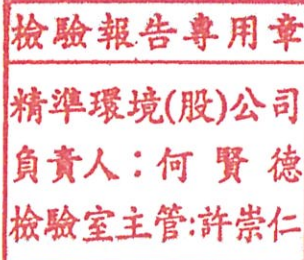 檢驗報告專用章
精準環境(股)公司
負責人：何賢德
檢驗室主管:許崇仁